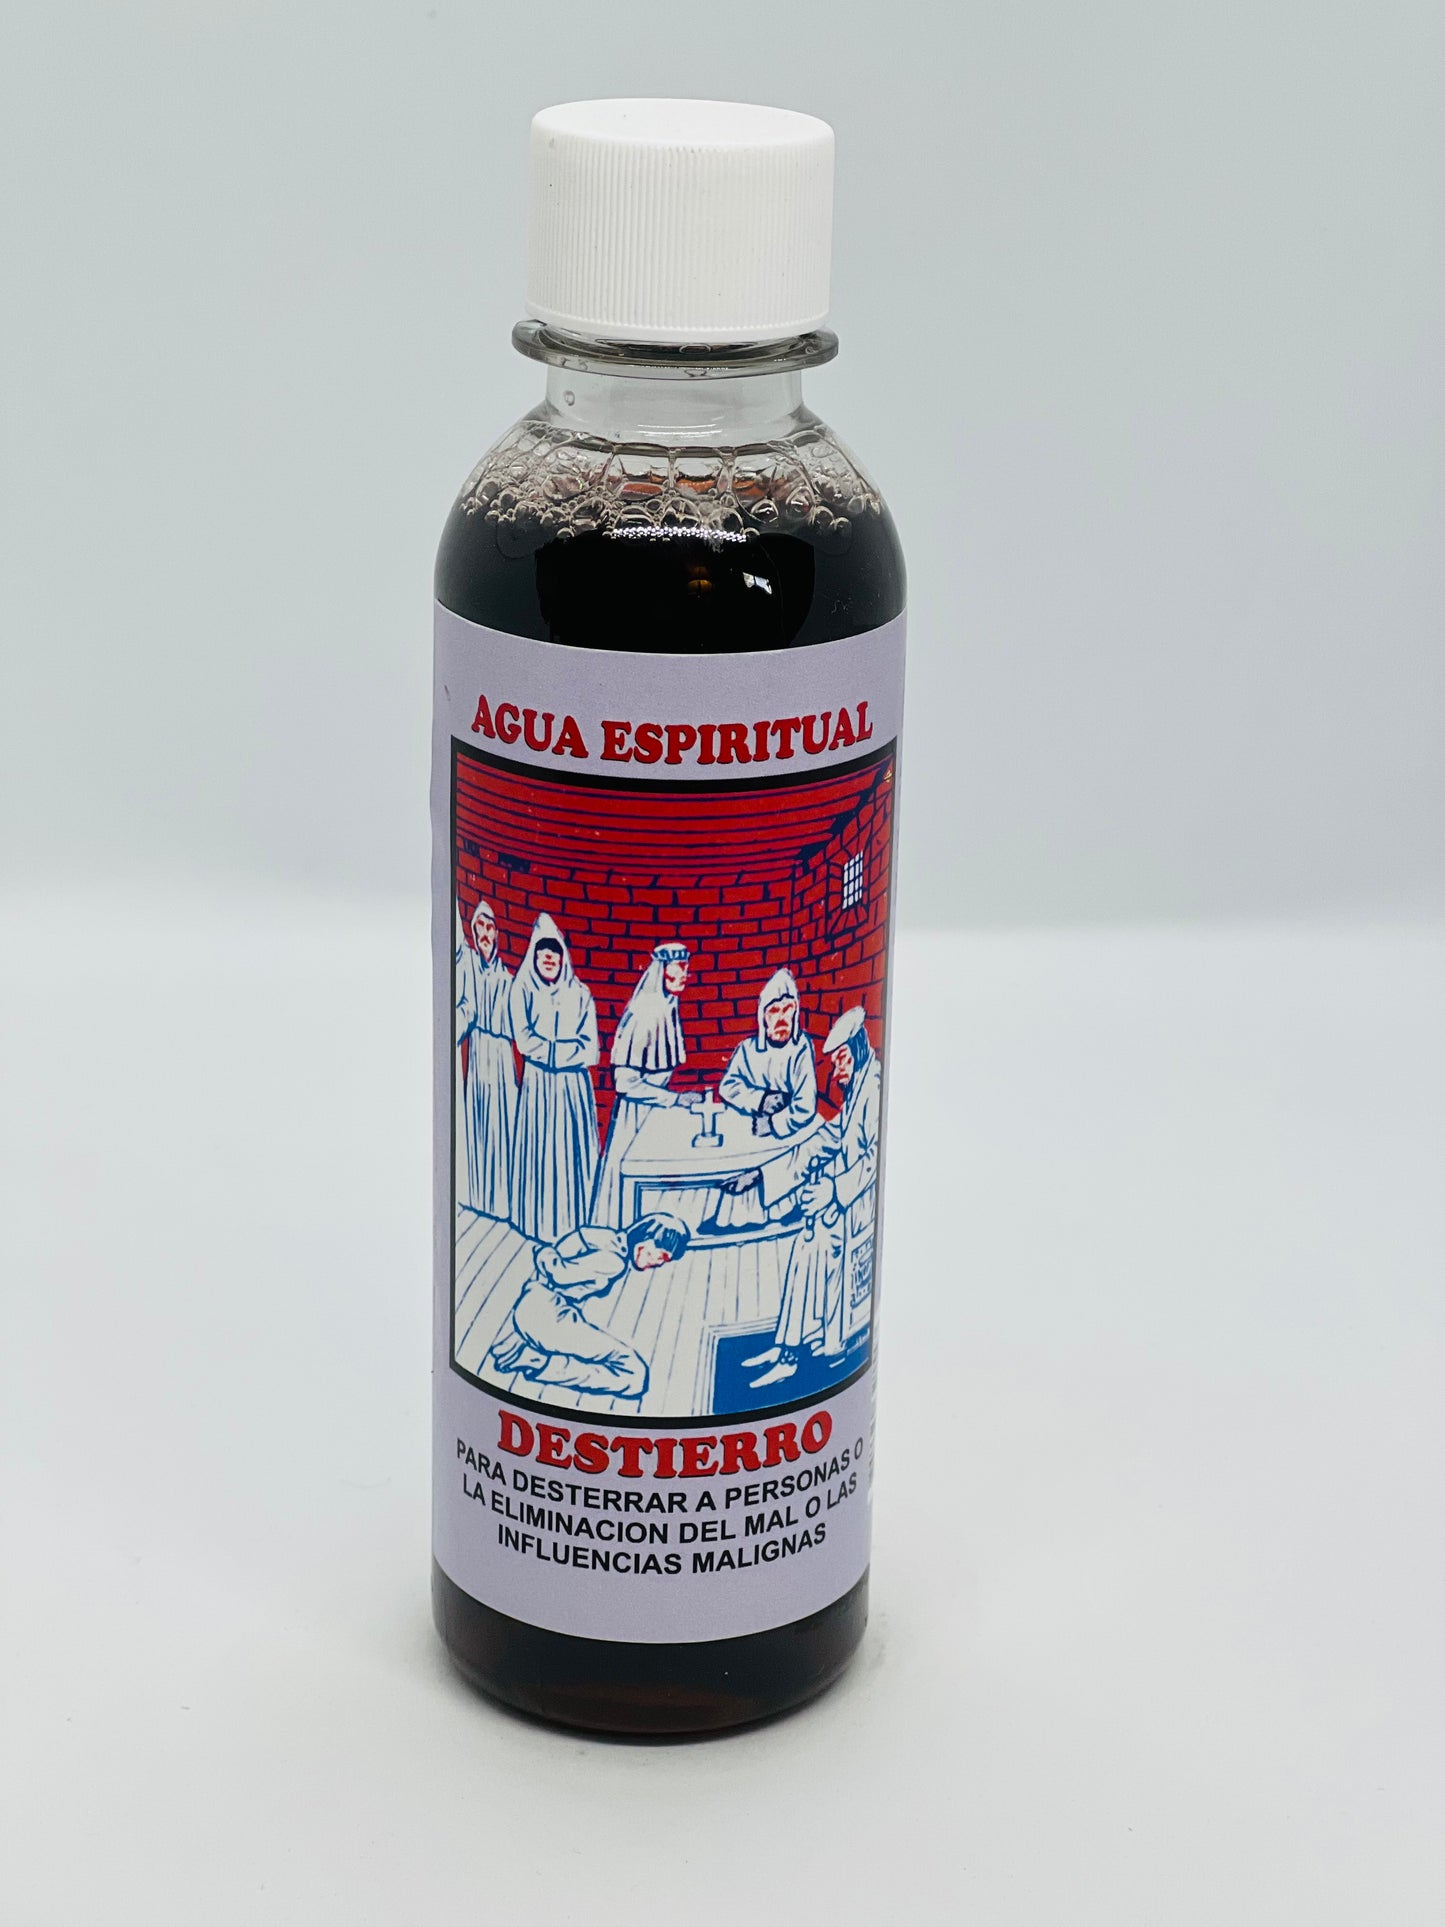 AGUA ESPIRITUAL
DESTIERRO
PARA DESTERRAR A PERSONAS O
LA ELIMINACION DEL MAL O LAS
INFLUENCIAS MALIGNAS